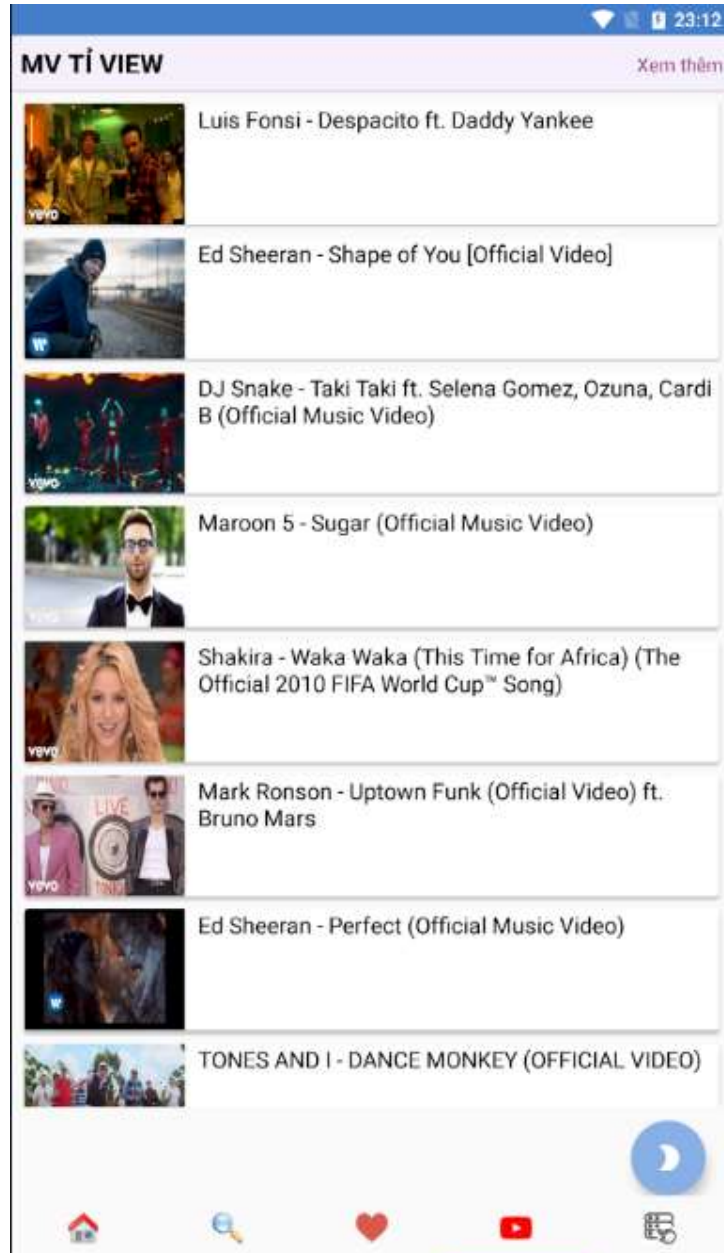 23:12
MV TỈ VIEW
Xem thêm
Luis Fonsi - Despacito ft. Daddy Yankee
vevo
Ed Sheeran - Shape of You [Official Video]
DJ Snake - Taki Taki ft. Selena Gomez, Ozuna, Cardi
B (Official Music Video)
vevo
Maroon 5 - Sugar (Official Music Video)
vevo
Shakira - Waka Waka (This Time for Africa) (The
Official 2010 FIFA World Cup™ Song)
vevo
Mark Ronson - Uptown Funk (Official Video) ft.
Bruno Mars
LIVE
vevo
Ed Sheeran - Perfect (Official Music Video)
TONES AND I - DANCE MONKEY (OFFICIAL VIDEO)